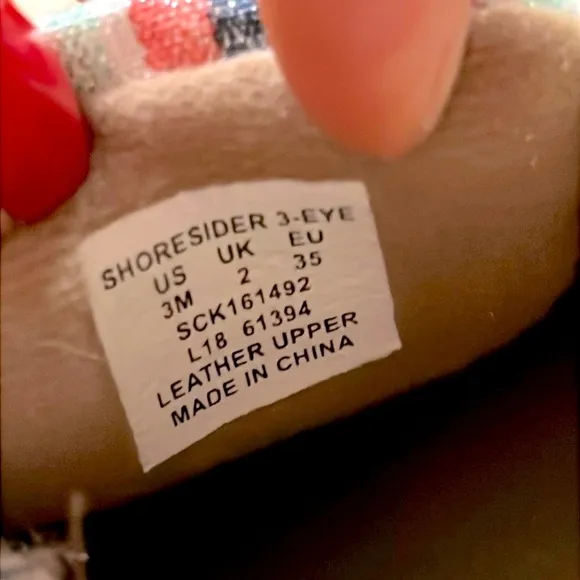 SHORESIDER 3-EYE
US UK EU
3M 2 35
SCK161492
L18 61394
LEATHER UPPER
MADE IN CHINA